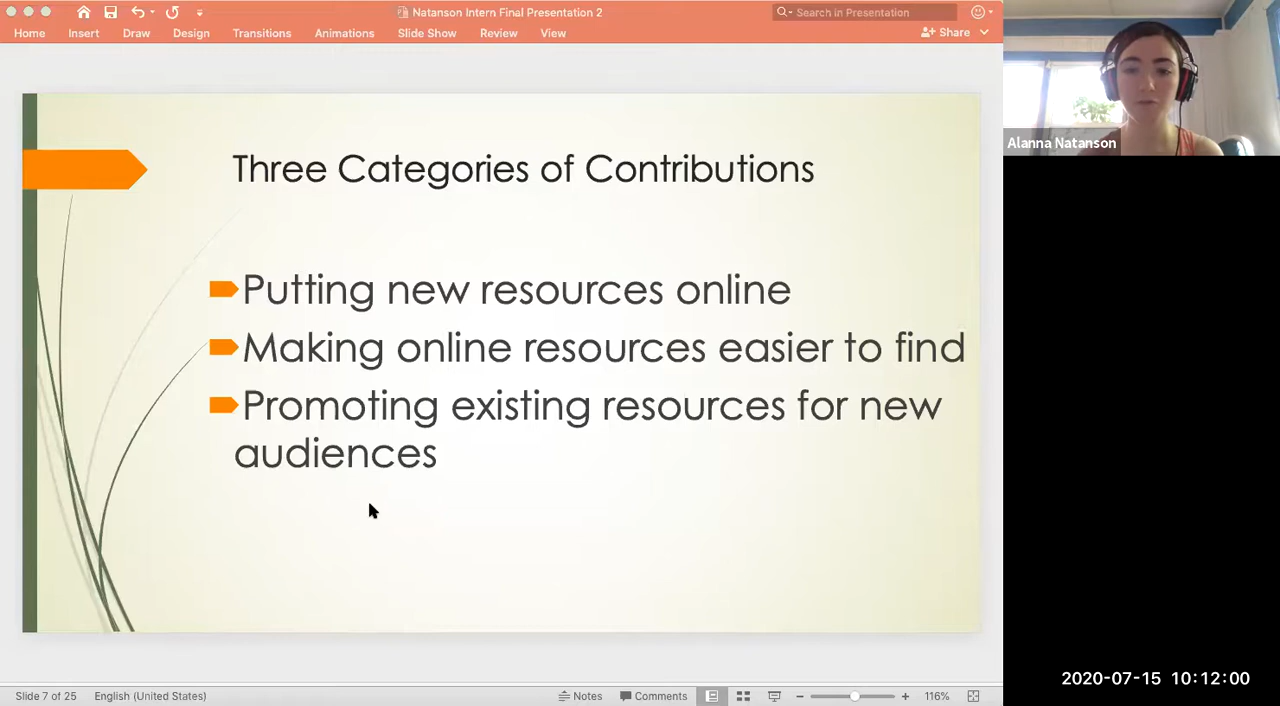 Natanson Intern Final Presentation 2
Search in Presentation
Home Insert Draw Design Transitions Animations Slide Show Review View Share
Alanna Natanson
Three Categories of Contributions
Putting new resources online
Making online resources easier to find
Promoting existing resources for new
audiences
2020-07-15 10:12:00
Slide 7 of 25 English (United States) Notes Comments 116%